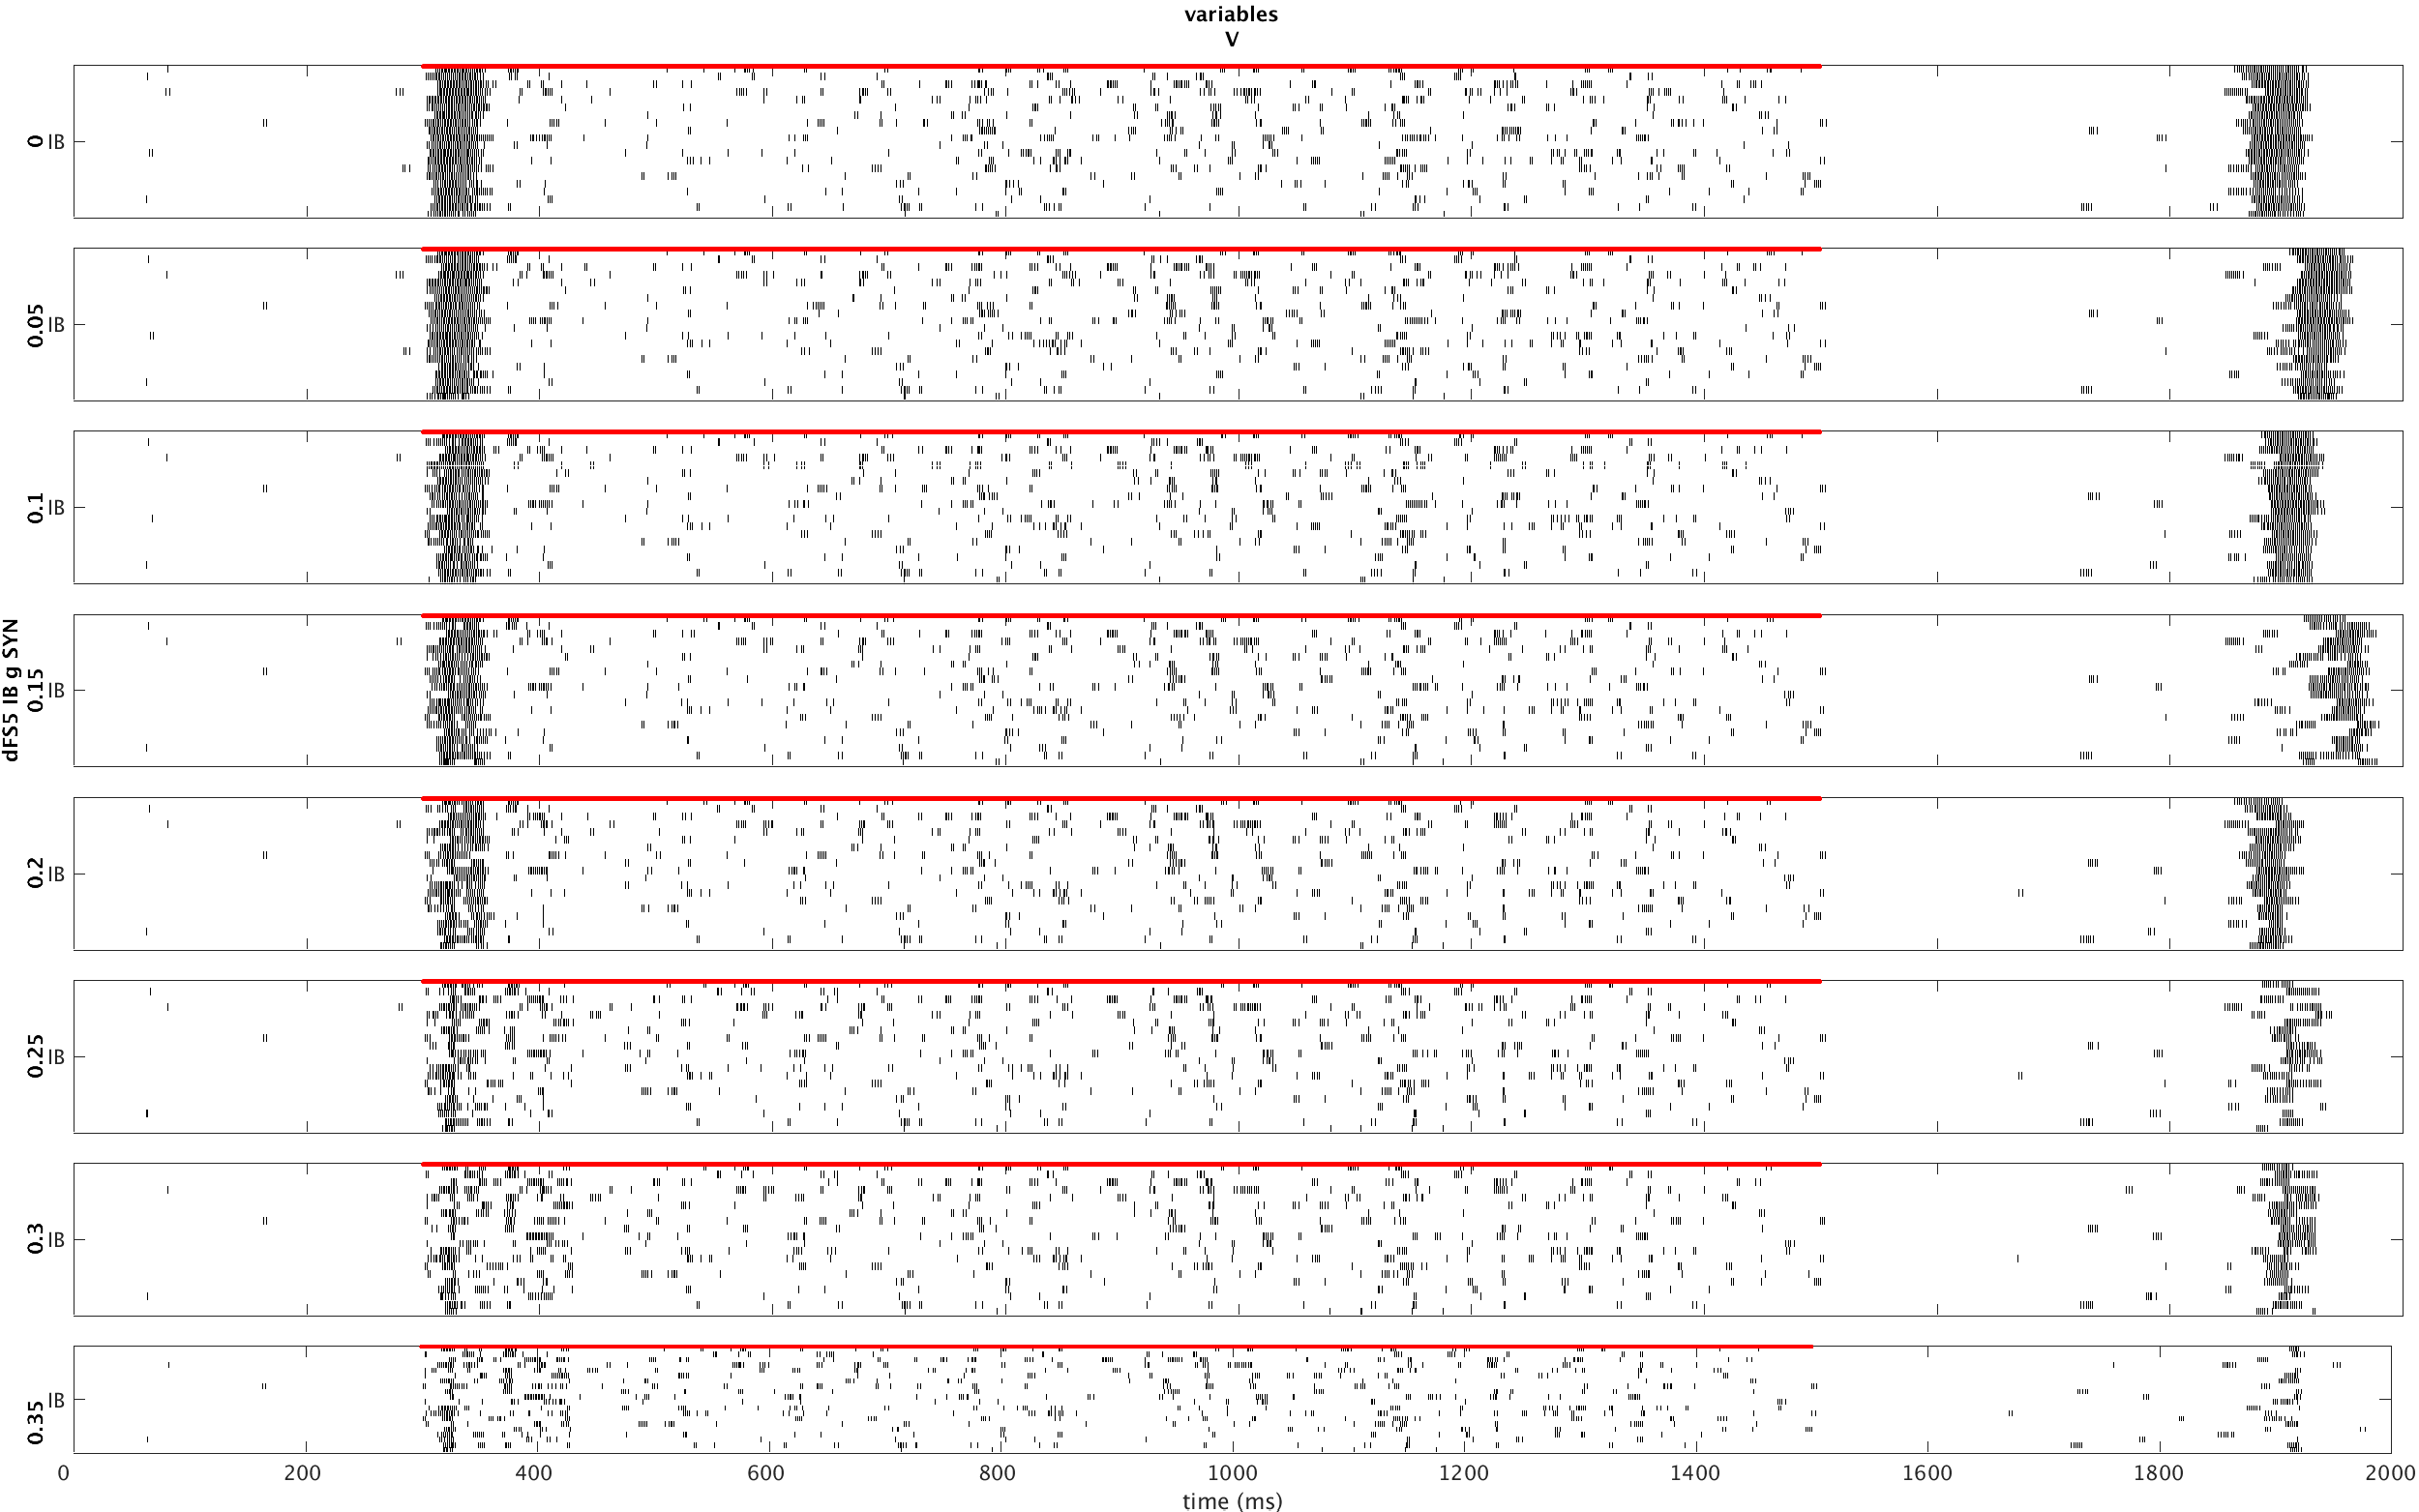 variables
V
dFS5 IB g SYN
0 IB
0.05 IB
0.1 IB
0.15 IB
0.2 IB
0.25 IB
0.3 IB
0.35 IB
0 200 400 600 800 1000 1200 1400 1600 1800 2000
time (ms)